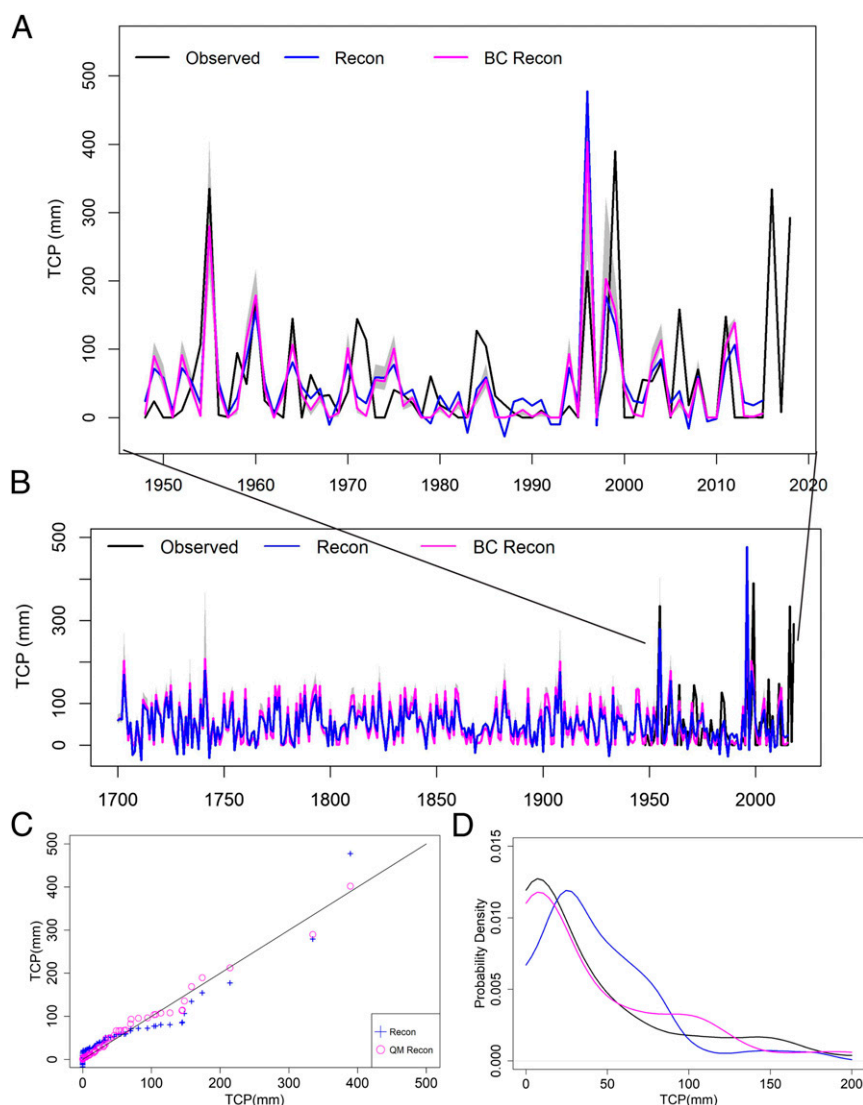 A
Observed Recon BC Recon
500
400
300
200
100
0
TCP (mm)
1950 1960 1970 1980 1990 2000 2010 2020
B
Observed Recon BC Recon
500
300
100
0
TCP (mm)
1700 1750 1800 1850 1900 1950 2000
C
500
400
300
200
100
0
TCP(mm)
Recon
QM Recon
0 100 200 300 400 500
TCP(mm)
D
0.015
0.010
0.005
0.000
Probability Density
0 50 100 150 200
TCP(mm)